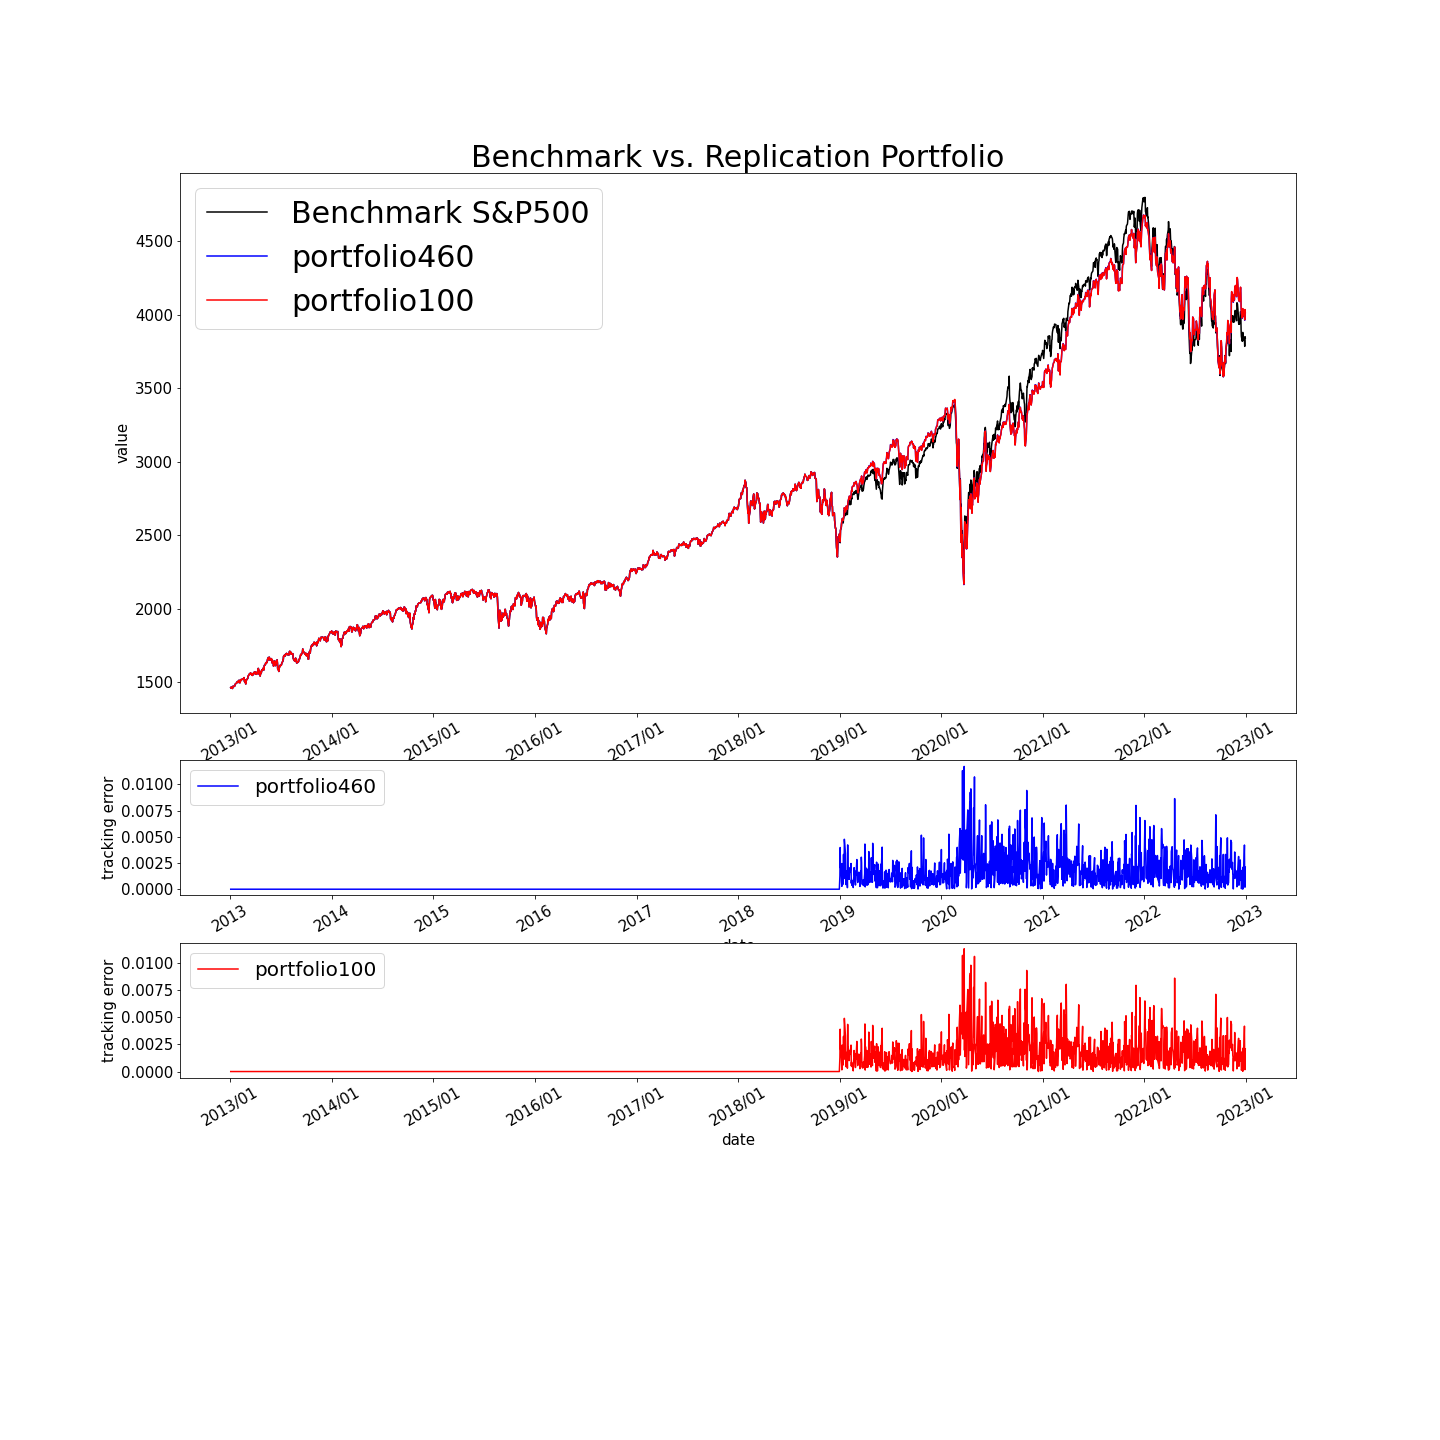 Benchmark vs. Replication Portfolio
Benchmark S&P500
portfolio460
portfolio100
value
4500
4000
3500
3000
2500
2000
1500
2013/01 2014/01 2015/01 2016/01 2017/01 2018/01 2019/01 2020/01 2021/01 2022/01 2023/01
portfolio460
tracking error
0.0100
0.0075
0.0050
0.0025
0.0000
2013 2014 2015 2016 2017 2018 2019 2020 2021 2022 2023
portfolio100
tracking error
0.0100
0.0075
0.0050
0.0025
0.0000
2013/01 2014/01 2015/01 2016/01 2017/01 2018/01 2019/01 2020/01 2021/01 2022/01 2023/01
date